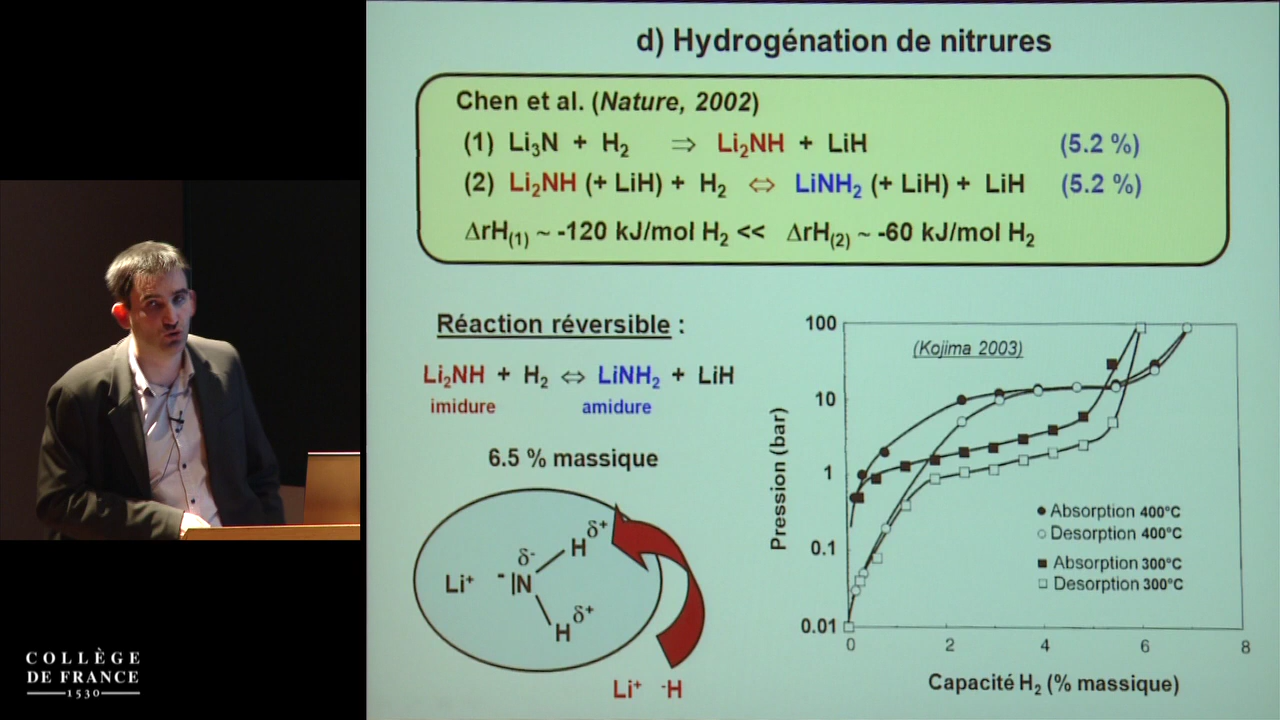 d) Hydrogénation de nitrures
Chen et al. (Nature, 2002)
(1) Li₃N + H₂ ⇒ Li₂NH + LiH (5.2 %)
(2) Li₂NH (+ LiH) + H₂ ⇔ LiNH₂ (+ LiH) + LiH (5.2 %)
ΔrH₍₁₎ ~ -120 kJ/mol H₂ << ΔrH₍₂₎ ~ -60 kJ/mol H₂
Réaction réversible :
Li₂NH + H₂ ⇔ LiNH₂ + LiH
imidure amidure
6.5 % massique
Li⁺ ⁻|N δ⁻ H δ⁺
H δ⁺
Li⁺ ⁻H
(Kojima 2003)
Pression (bar)
100
10
1
0.1
0.01
Absorption 400°C
Desorption 400°C
Absorption 300°C
Desorption 300°C
0 2 4 6 8
Capacité H₂ (% massique)
COLLÈGE
DE FRANCE
1530